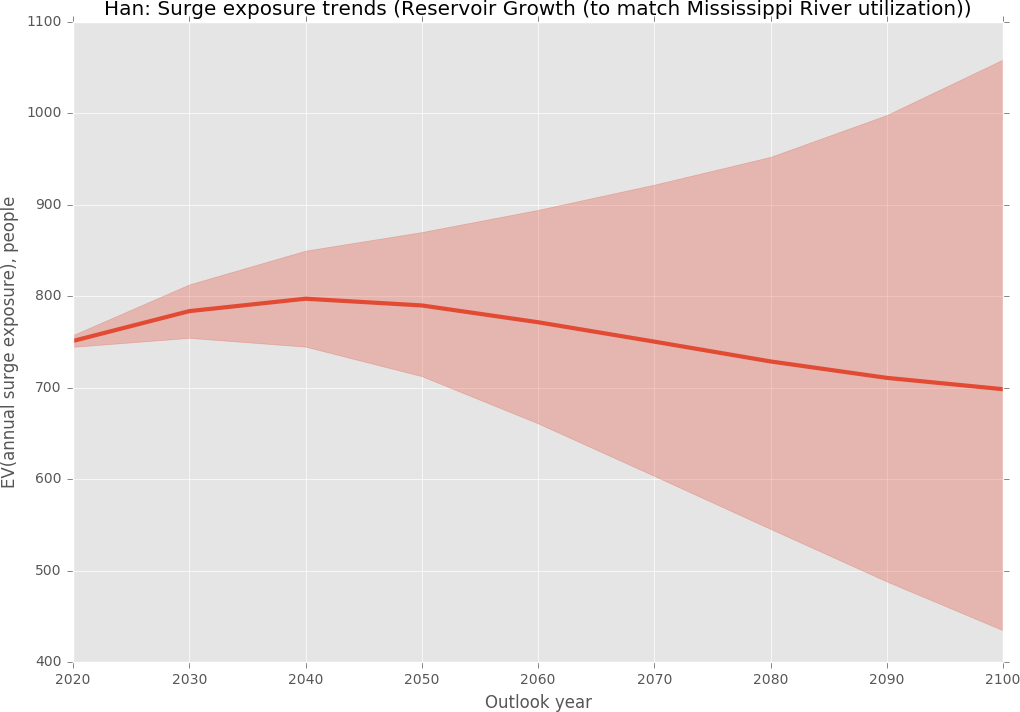 Han: Surge exposure trends (Reservoir Growth (to match Mississippi River utilization))
EV(annual surge exposure), people
1100
1000
900
800
700
600
500
400
2020 2030 2040 2050 2060 2070 2080 2090 2100
Outlook year